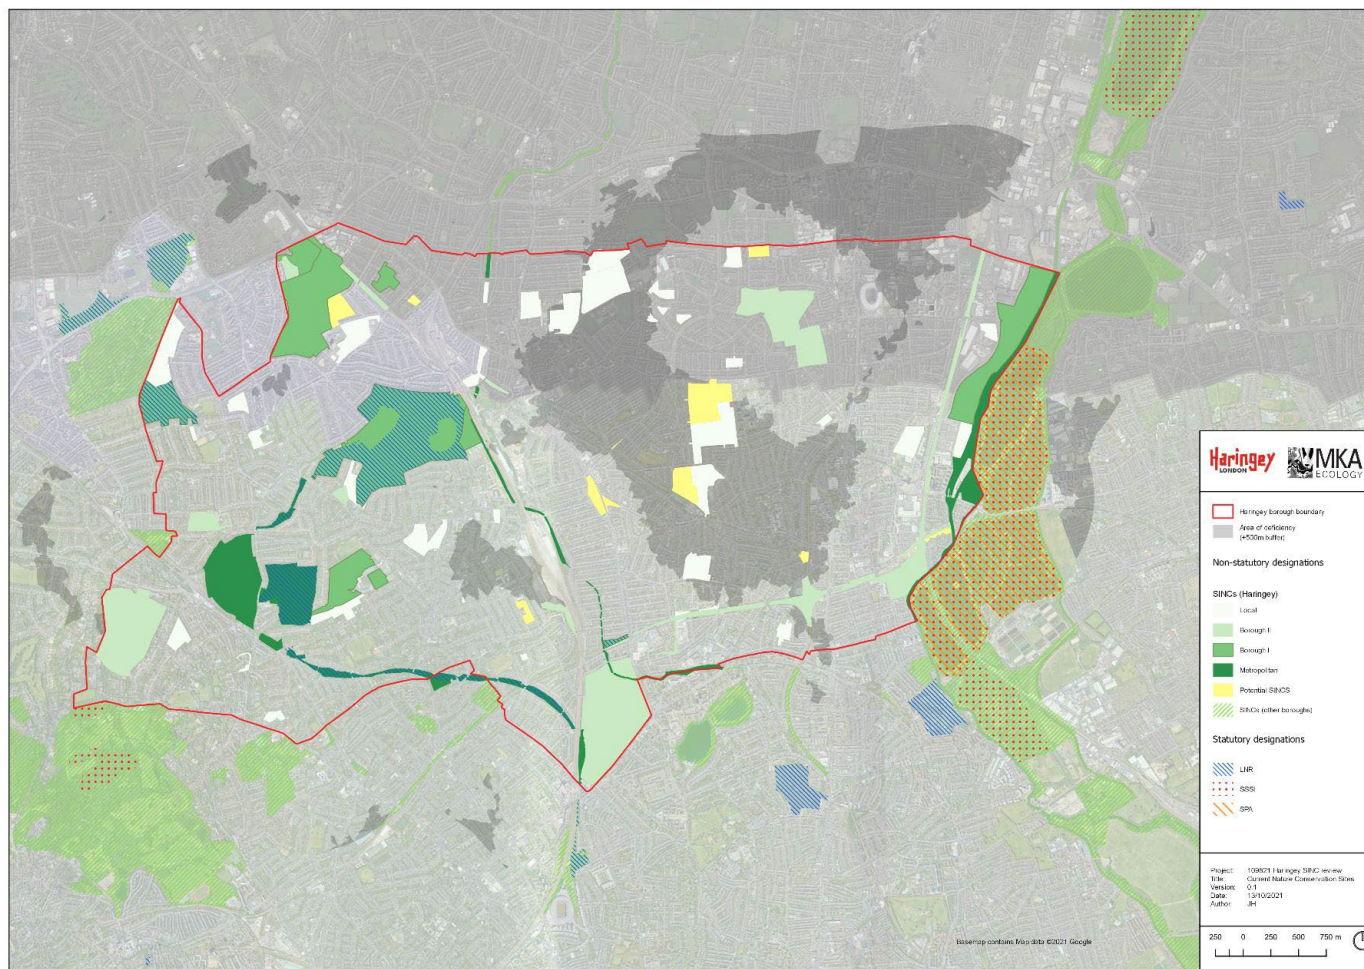 Haringey
LONDON
MKA
ECOLOGY
Haringey borough boundary
Area of deficiency
(+500m buffer)
Non-statutory designations
SINCs (Haringey)
Local
Borough II
Borough I
Metropolitan
Potential SINCS
SINCs (other boroughs)
Statutory designations
LNR
SSSI
SPA
Project: 109821 Haringey SINC review
Title: Current Nature Conservation Sites
Version: 0.1
Date: 13/10/2021
Author: JH
250 0 250 500 750 m
Basemap contains Map data ©2021 Google